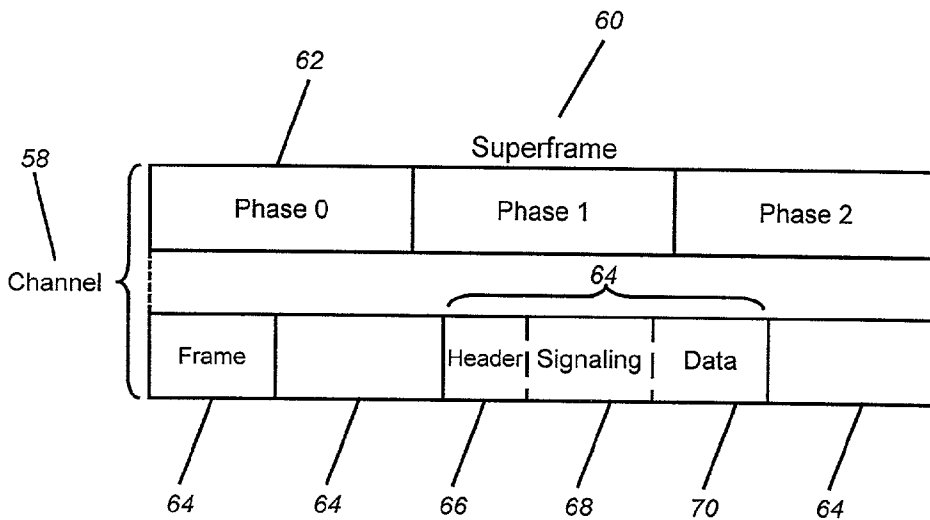 60
62
58
Superframe
Phase 0 Phase 1 Phase 2
Channel
64
Frame Header Signaling Data
64 64 66 68 70 64